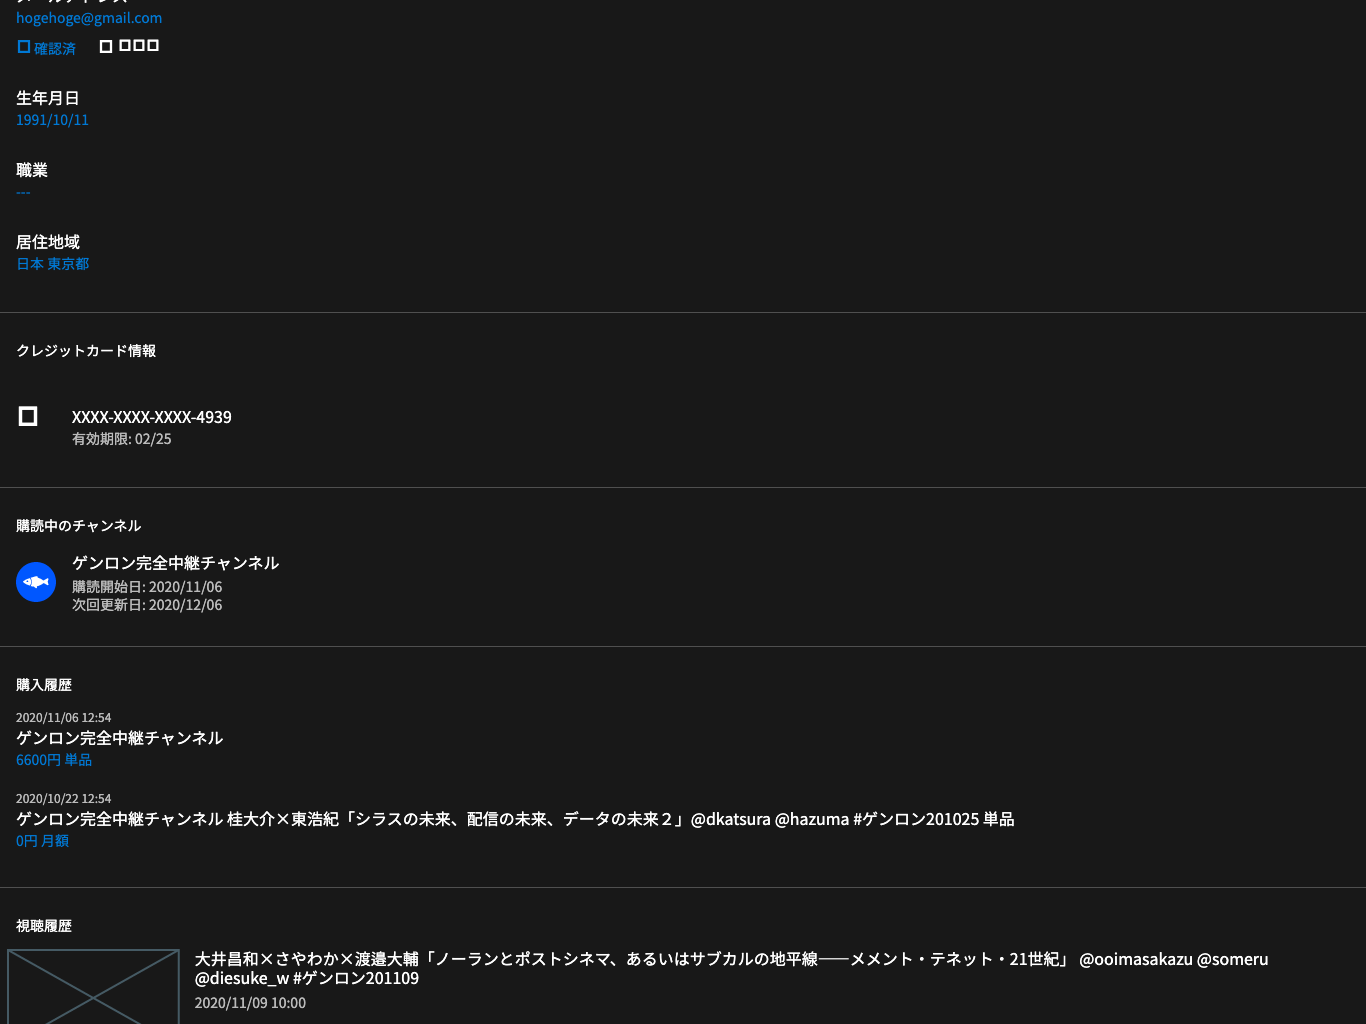 hogehoge@gmail.com
確認済
生年月日
1991/10/11
職業
---
居住地域
日本 東京都
クレジットカード情報
XXXX-XXXX-XXXX-4939
有効期限: 02/25
購読中のチャンネル
ゲンロン完全中継チャンネル
購読開始日: 2020/11/06
次回更新日: 2020/12/06
購入履歴
2020/11/06 12:54
ゲンロン完全中継チャンネル
6600円 単品
2020/10/22 12:54
ゲンロン完全中継チャンネル 桂大介×東浩紀「シラスの未来、配信の未来、データの未来２」@dkatsura @hazuma #ゲンロン201025 単品
0円 月額
視聴履歴
大井昌和×さやわか×渡邉大輔「ノーランとポストシネマ、あるいはサブカルの地平線——メメント・テネット・21世紀」 @ooimasakazu @someru
@diesuke_w #ゲンロン201109
2020/11/09 10:00